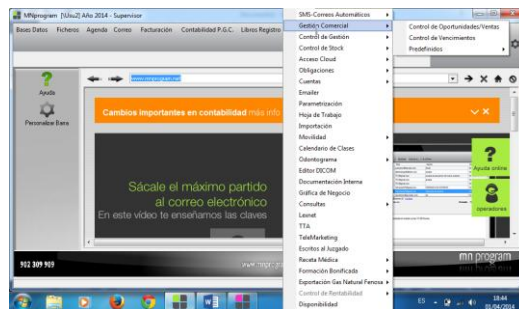 MNprogram [Usu2] Año 2014 - Supervisor
Bases Datos Ficheros Agenda Correo Facturación Contabilidad P.G.C. Libros Registro
SMS-Correos Automáticos
Gestión Comercial
Control de Gestión
Control de Stock
Acceso Cloud
Obligaciones
Cuentas
Emailer
Parametrización
Hoja de Trabajo
Importación
Movilidad
Calendario de Clases
Odontograma
Editor DICOM
Documentación Interna
Gráfica de Negocio
Consultas
Lexnet
TTA
TeleMarketing
Escritos al Juzgado
Receta Médica
Formación Bonificada
Exportación Gas Natural Fenosa
Control de Rentabilidad
Disponibilidad
Control de Oportunidades/Ventas
Control de Vencimientos
Predefinidos
Ayuda
Personalize Barra
www.mnprogram.net
Cambios importantes en contabilidad más info
Sácale el máximo partido
al correo electrónico
En este vídeo te enseñamos las claves
Ayuda online
operadores
902 309 909
mn program
ES
18:44
01/04/2014